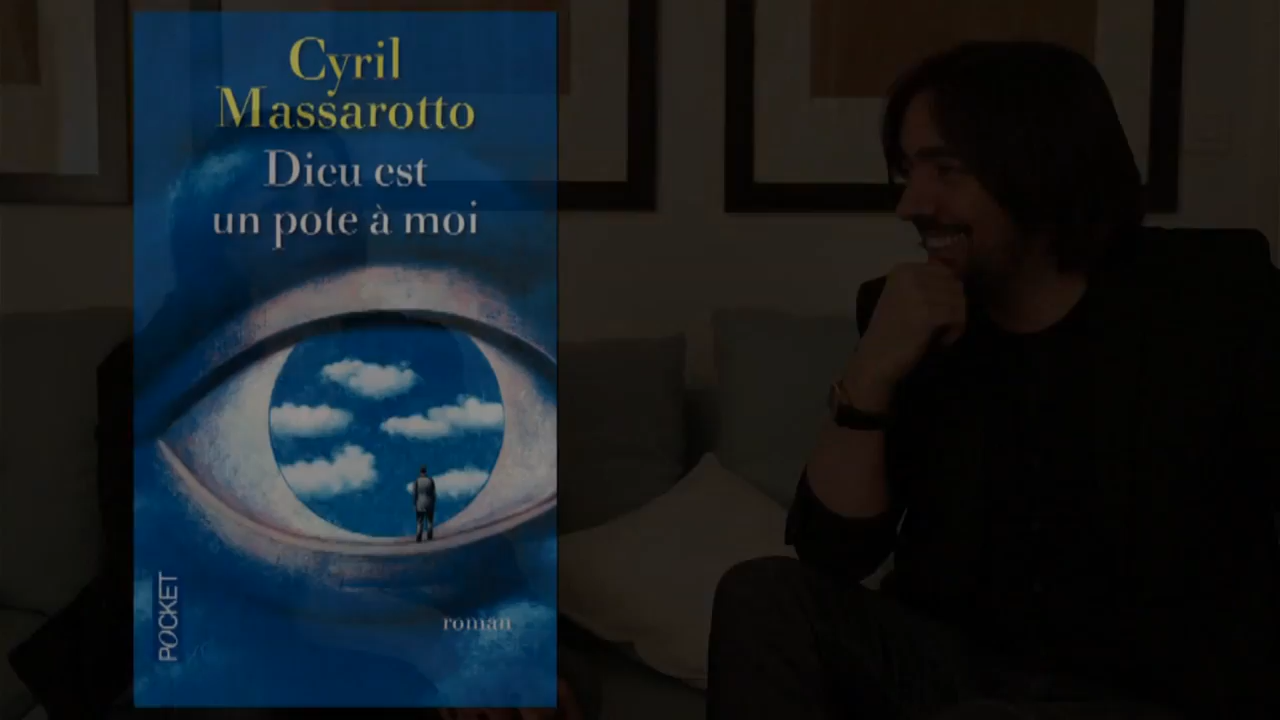 Cyril
Massarotto
Dieu est
un pote à moi
POCKET
roman